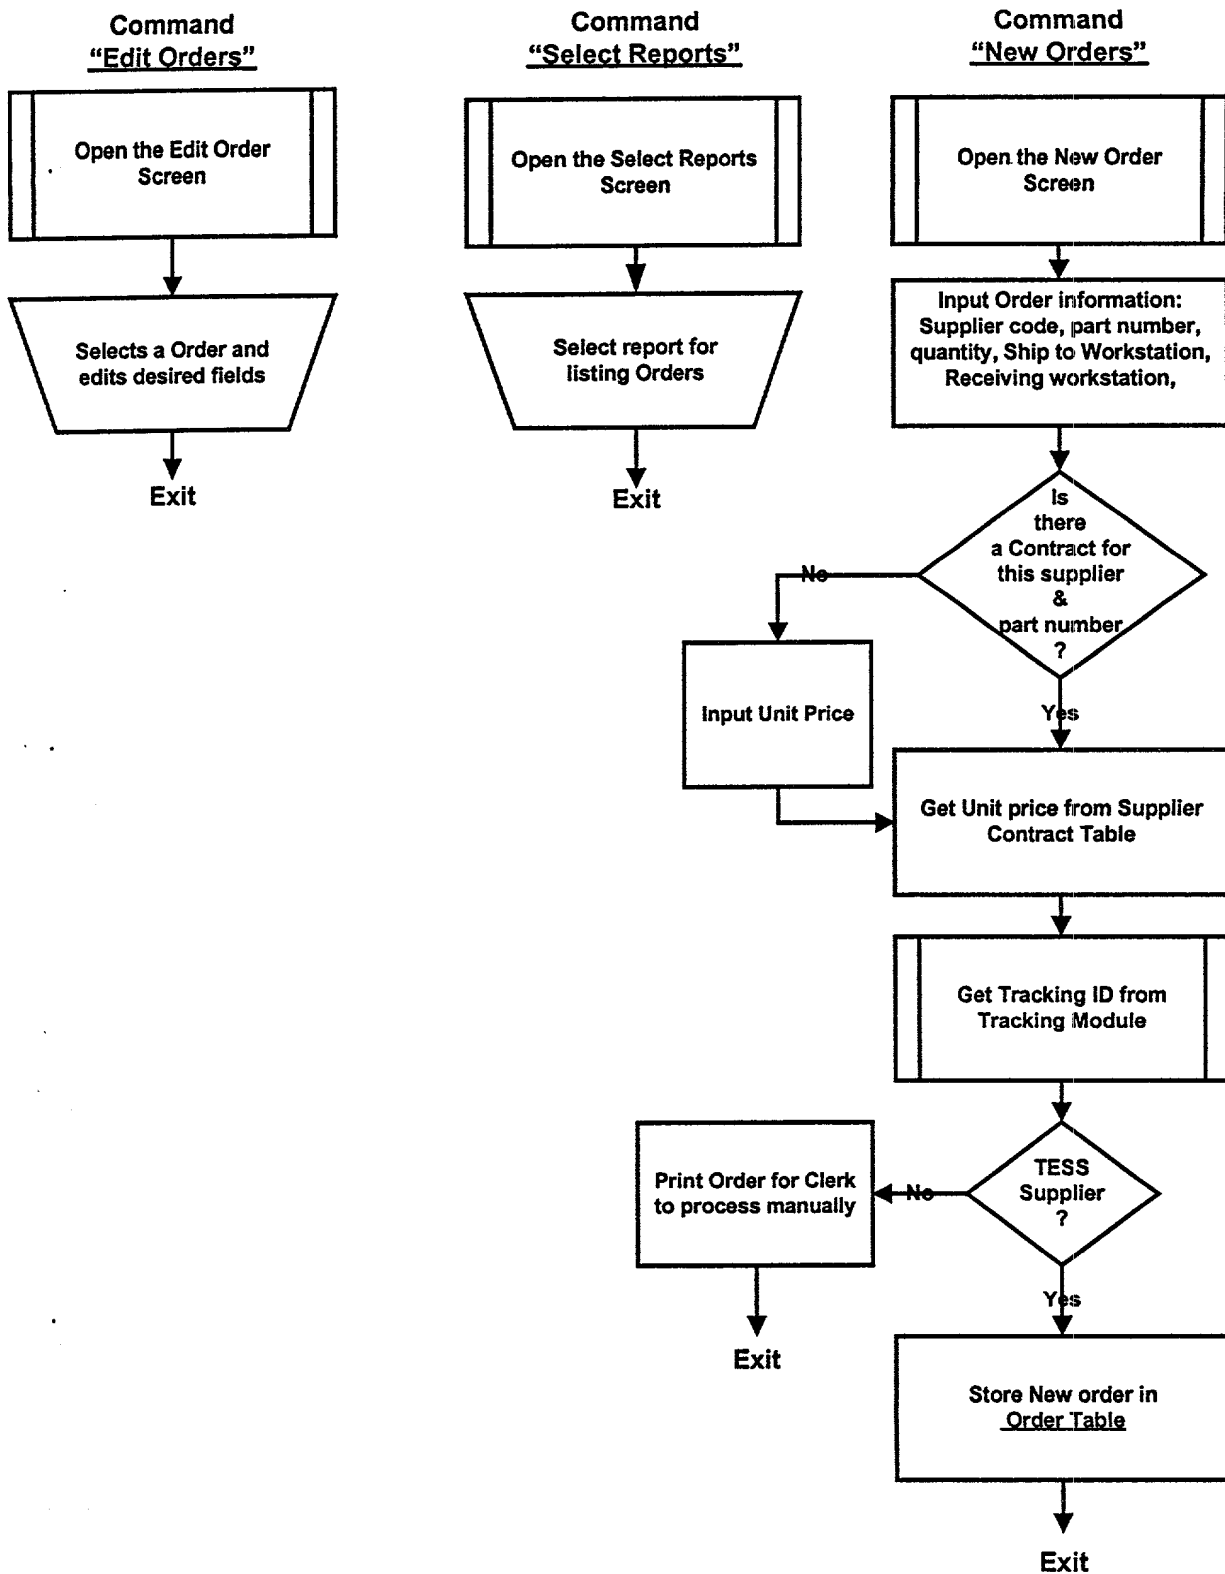 Command
"Edit Orders"
Open the Edit Order
Screen
Selects a Order and
edits desired fields
Exit
Command
"Select Reports"
Open the Select Reports
Screen
Select report for
listing Orders
Exit
Command
"New Orders"
Open the New Order
Screen
Input Order information:
Supplier code, part number,
quantity, Ship to Workstation,
Receiving workstation,
Is
there
a Contract for
this supplier
&
part number
?
No
Input Unit Price
Yes
Get Unit price from Supplier
Contract Table
Get Tracking ID from
Tracking Module
TESS
Supplier
?
No
Print Order for Clerk
to process manually
Exit
Yes
Store New order in
Order Table
Exit